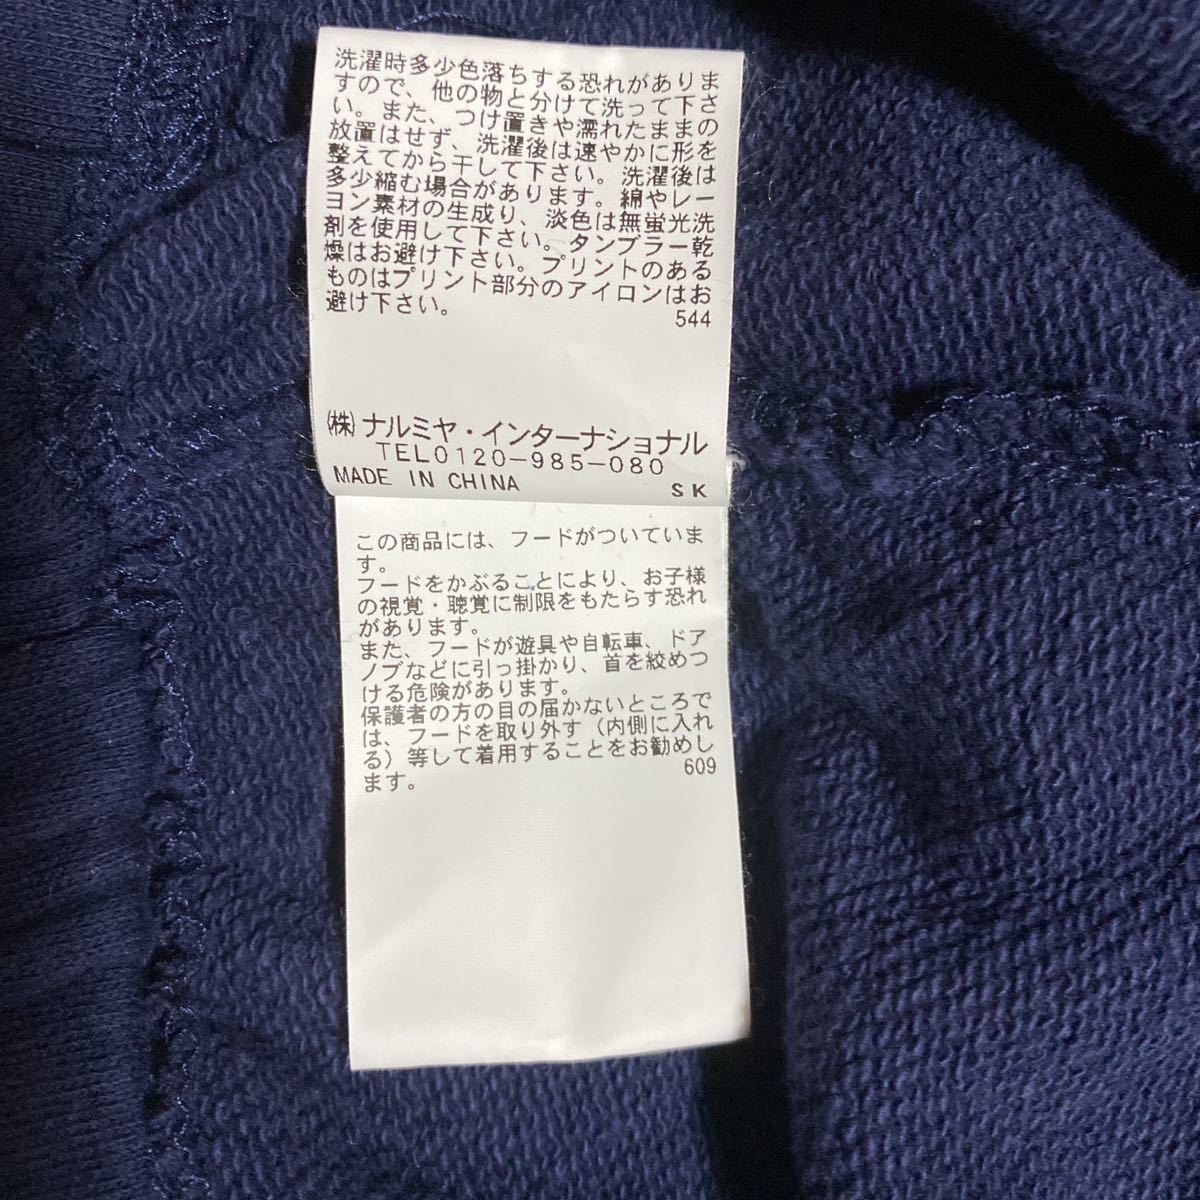 洗濯時多少色落ちする恐れがありま
すので、他の物と分けて洗って下さ
い。また、つけ置きや濡れたままの
放置はせず、洗濯後は速やかに形を
整えてから干して下さい。洗濯後は
多少縮む場合があります。綿やレー
ヨン素材の生成り、淡色は無蛍光洗
剤を使用して下さい。タンブラー乾
燥はお避け下さい。プリントのある
ものはプリント部分のアイロンはお
避け下さい。
544
㈱ナルミヤ・インターナショナル
TEL0120-985-080
MADE IN CHINA
SK
この商品には、フードがついていま
す。
フードをかぶることにより、お子様
の視覚・聴覚に制限をもたらす恐れ
があります。
また、フードが遊具や自転車、ドア
ノブなどに引っ掛かり、首を絞めつ
ける危険があります。
保護者の方の目の届かないところで
は、フードを取り外す（内側に入れ
る）等して着用することをお勧めし
ます。
609